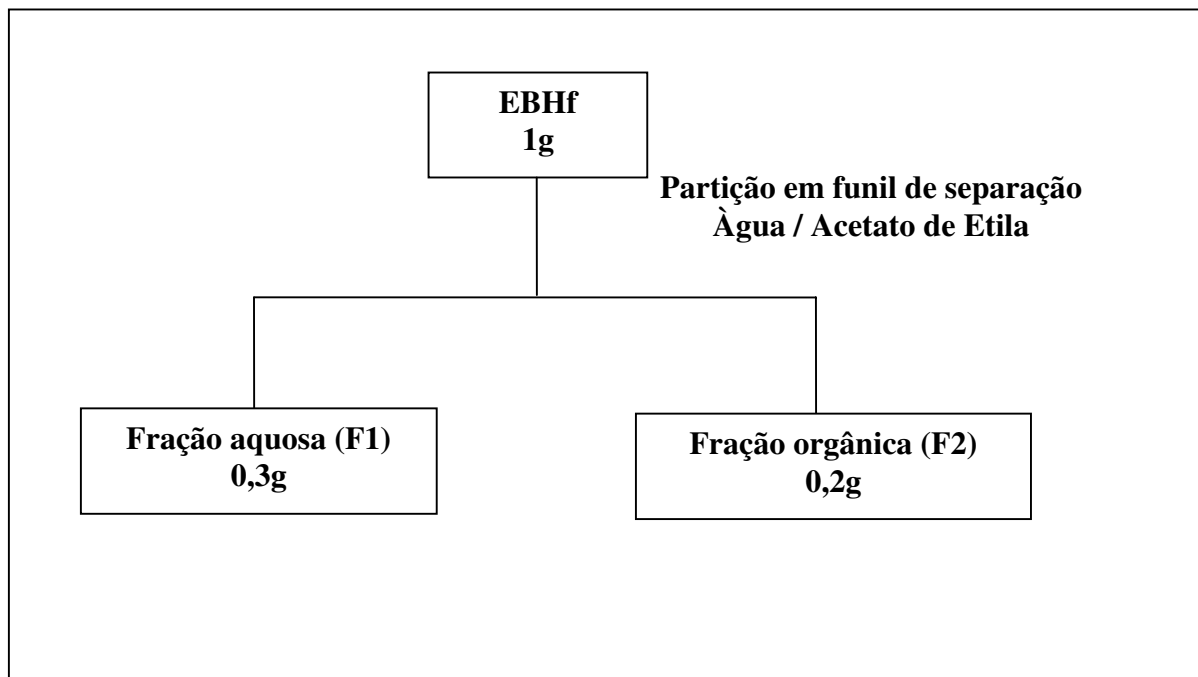 EBHf
1g
Partição em funil de separação
Àgua / Acetato de Etila
Fração aquosa (F1)
0,3g
Fração orgânica (F2)
0,2g